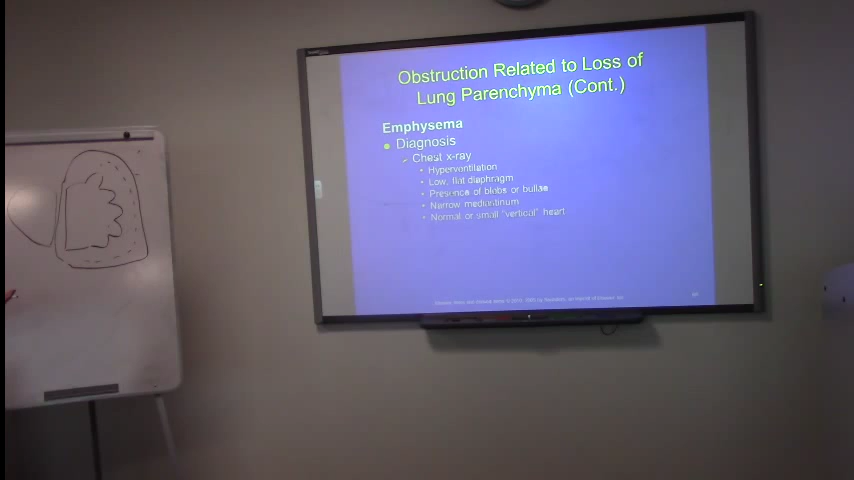 Obstruction Related to Loss of
Lung Parenchyma (Cont.)
Emphysema
Diagnosis
Chest x-ray
Hyperventilation
Low, flat diaphragm
Presence of blebs or bullae
Narrow mediastinum
Normal or small "vertical" heart